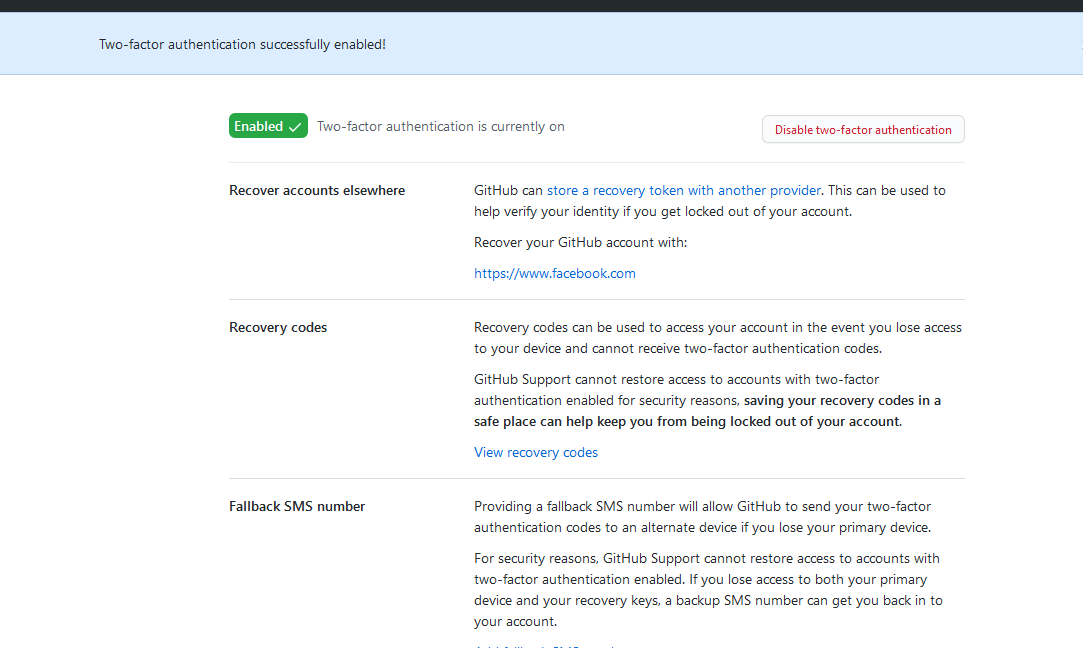 Two-factor authentication successfully enabled!
Enabled ✓ Two-factor authentication is currently on
Disable two-factor authentication
Recover accounts elsewhere
GitHub can store a recovery token with another provider. This can be used to
help verify your identity if you get locked out of your account.
Recover your GitHub account with:
https://www.facebook.com
Recovery codes
Recovery codes can be used to access your account in the event you lose access
to your device and cannot receive two-factor authentication codes.
GitHub Support cannot restore access to accounts with two-factor
authentication enabled for security reasons, saving your recovery codes in a
safe place can help keep you from being locked out of your account.
View recovery codes
Fallback SMS number
Providing a fallback SMS number will allow GitHub to send your two-factor
authentication codes to an alternate device if you lose your primary device.
For security reasons, GitHub Support cannot restore access to accounts with
two-factor authentication enabled. If you lose access to both your primary
device and your recovery keys, a backup SMS number can get you back in to
your account.